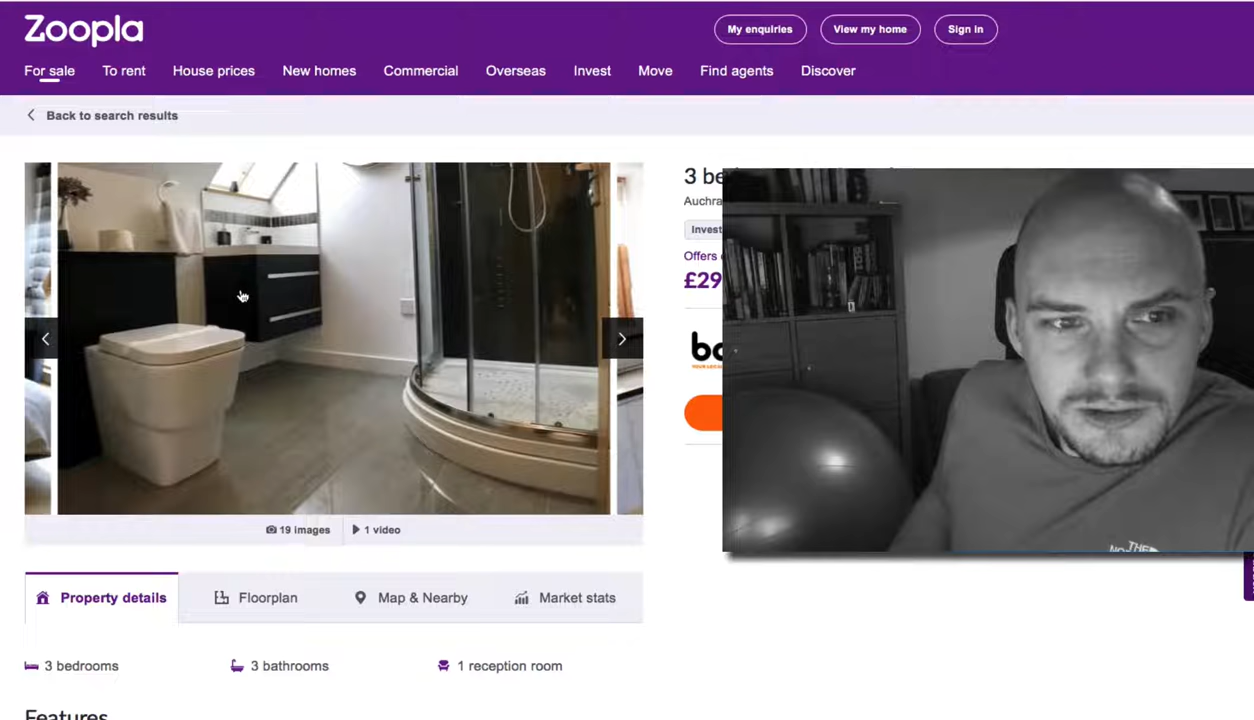 Zoopla
My enquiries
View my home
Sign in
For sale
To rent
House prices
New homes
Commercial
Overseas
Invest
Move
Find agents
Discover
Back to search results
3
Invest
Offers
£29
19 images
1 video
Property details
Floorplan
Map & Nearby
Market stats
3 bedrooms
3 bathrooms
1 reception room
Features
THE